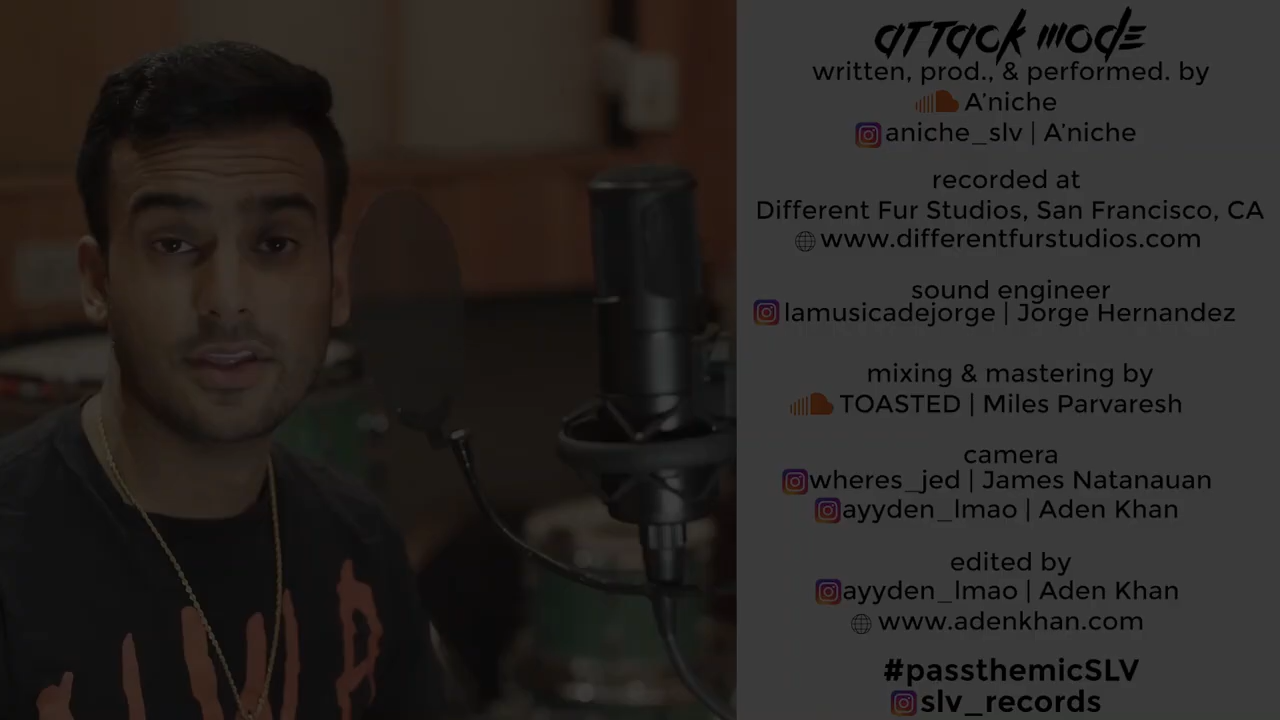 ATTACK MODE
written, prod., & performed. by
A'niche
aniche_slv | A'niche
recorded at
Different Fur Studios, San Francisco, CA
www.differentfurstudios.com
sound engineer
lamusicadejorge | Jorge Hernandez
mixing & mastering by
TOASTED | Miles Parvaresh
camera
wheres_jed | James Natanauan
ayyden_lmao | Aden Khan
edited by
ayyden_lmao | Aden Khan
www.adenkhan.com
#passthemicSLV
slv_records